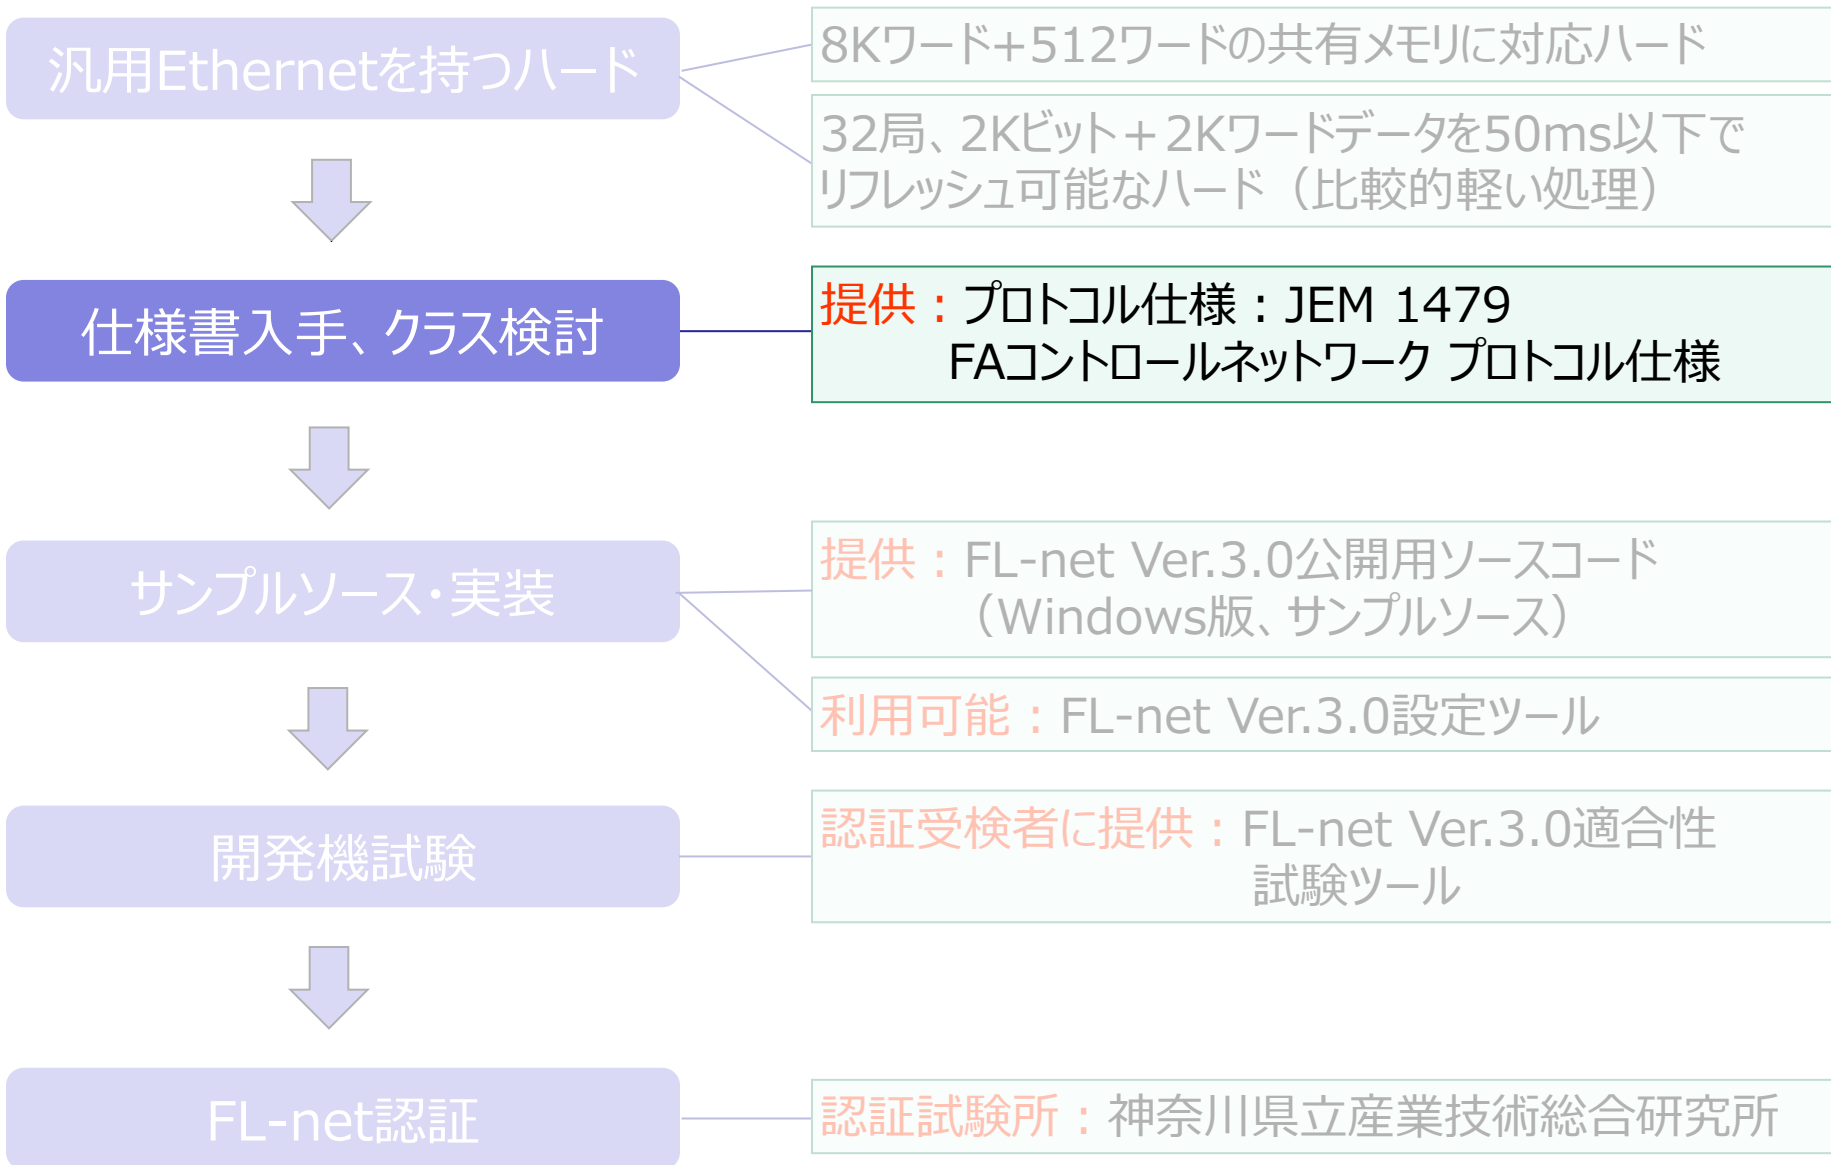 汎用Ethernetを持つハード
8Kワード+512ワードの共有メモリに対応ハード
32局、2Kビット＋2Kワードデータを50ms以下で
リフレッシュ可能なハード（比較的軽い処理）
仕様書入手、クラス検討
提供：プロトコル仕様：JEM 1479
FAコントロールネットワーク プロトコル仕様
サンプルソース・実装
提供：FL-net Ver.3.0公開用ソースコード
（Windows版、サンプルソース）
利用可能：FL-net Ver.3.0設定ツール
開発機試験
認証受検者に提供：FL-net Ver.3.0適合性
試験ツール
FL-net認証
認証試験所：神奈川県立産業技術総合研究所